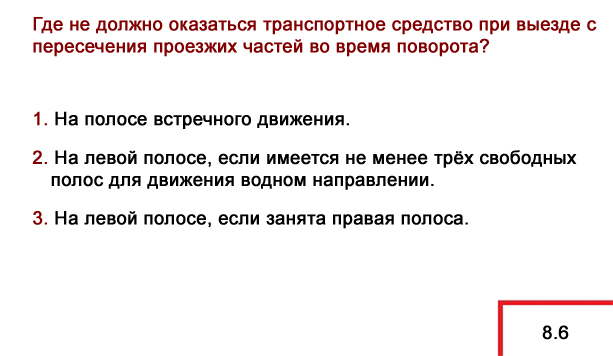 Где не должно оказаться транспортное средство при выезде с
пересечения проезжих частей во время поворота?
1. На полосе встречного движения.
2. На левой полосе, если имеется не менее трёх свободных
полос для движения водном направлении.
3. На левой полосе, если занята правая полоса.
8.6